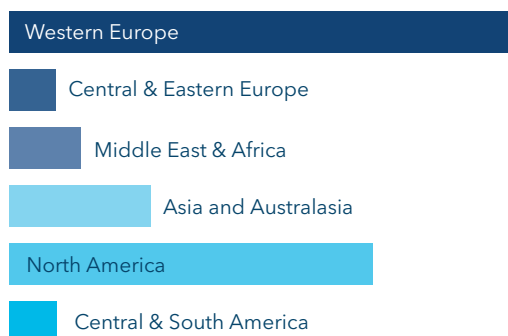 Western Europe
Central & Eastern Europe
Middle East & Africa
Asia and Australasia
North America
Central & South America